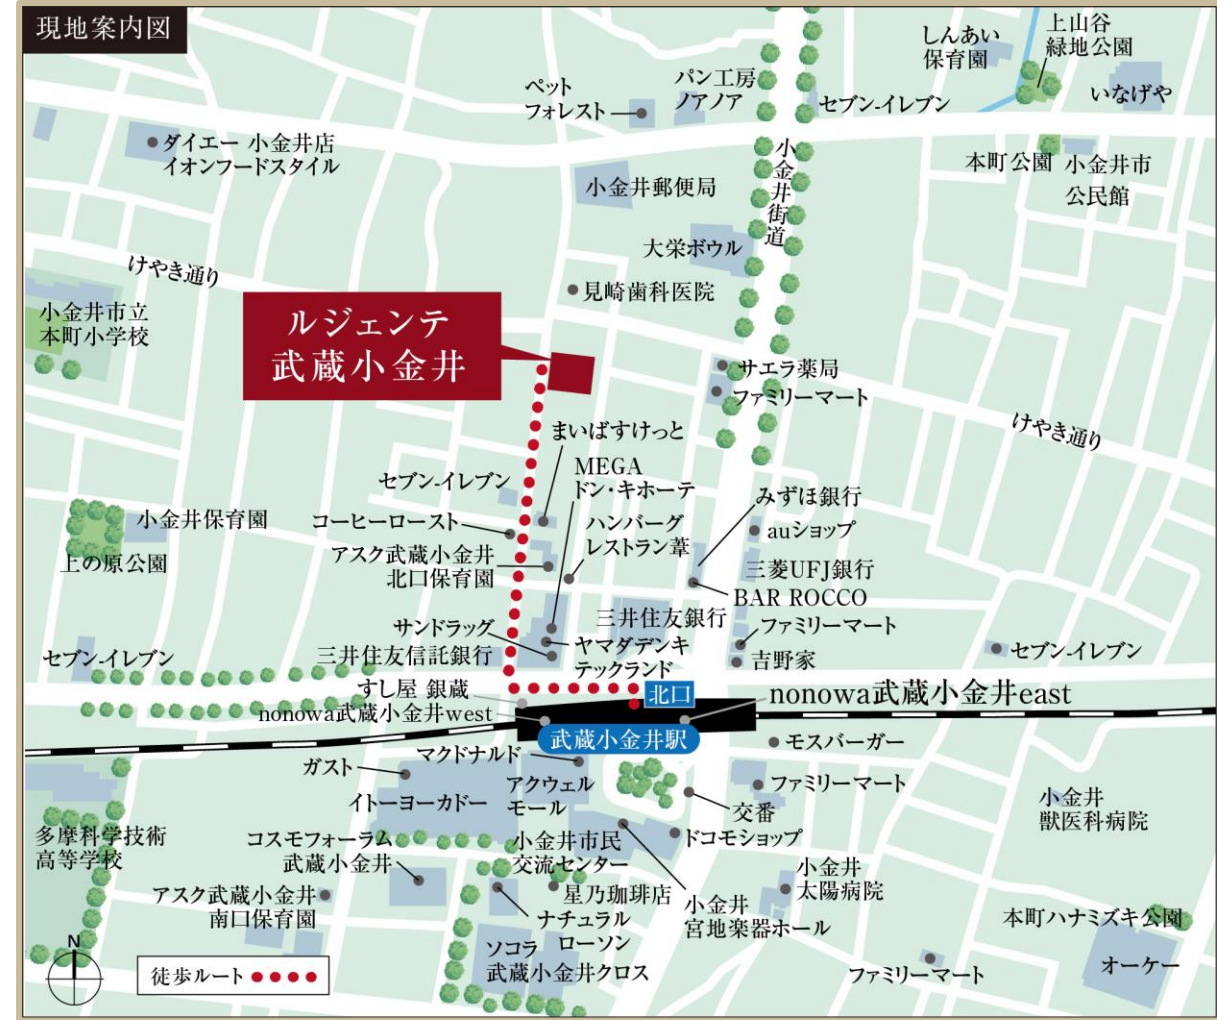 現地案内図
しんあい
保育園
上山谷
緑地公園
いなげや
ペット
フォレスト
パン工房
ノアノア
セブン-イレブン
ダイエー 小金井店
イオンフードスタイル
小金井郵便局
小金井街道
本町公園
小金井市
公民館
大栄ボウル
けやき通り
見崎歯科医院
小金井市立
本町小学校
ルジェンテ
武蔵小金井
サエラ薬局
ファミリーマート
けやき通り
まいばすけっと
MEGA
ドン・キホーテ
セブン-イレブン
みずほ銀行
小金井保育園
コーヒーロースト
ハンバーグ
レストラン葦
auショップ
上の原公園
アスク武蔵小金井
北口保育園
三菱UFJ銀行
BAR ROCCO
三井住友銀行
サンドラッグ
ファミリーマート
ヤマダデンキ
テックランド
セブン-イレブン
三井住友信託銀行
吉野家
セブン-イレブン
すし屋 銀蔵
北口
nonowa武蔵小金井east
nonowa武蔵小金井west
武蔵小金井駅
モスバーガー
マクドナルド
ガスト
アクウェル
モール
ファミリーマート
イトーヨーカドー
交番
小金井
獣医科病院
多摩科学技術
高等学校
コスモフォーラム
武蔵小金井
小金井市民
交流センター
ドコモショップ
小金井
太陽病院
アスク武蔵小金井
南口保育園
星乃珈琲店
小金井
宮地楽器ホール
ナチュラル
ローソン
本町ハナミズキ公園
ソコラ
武蔵小金井クロス
オーケー
ファミリーマート
N
徒歩ルート